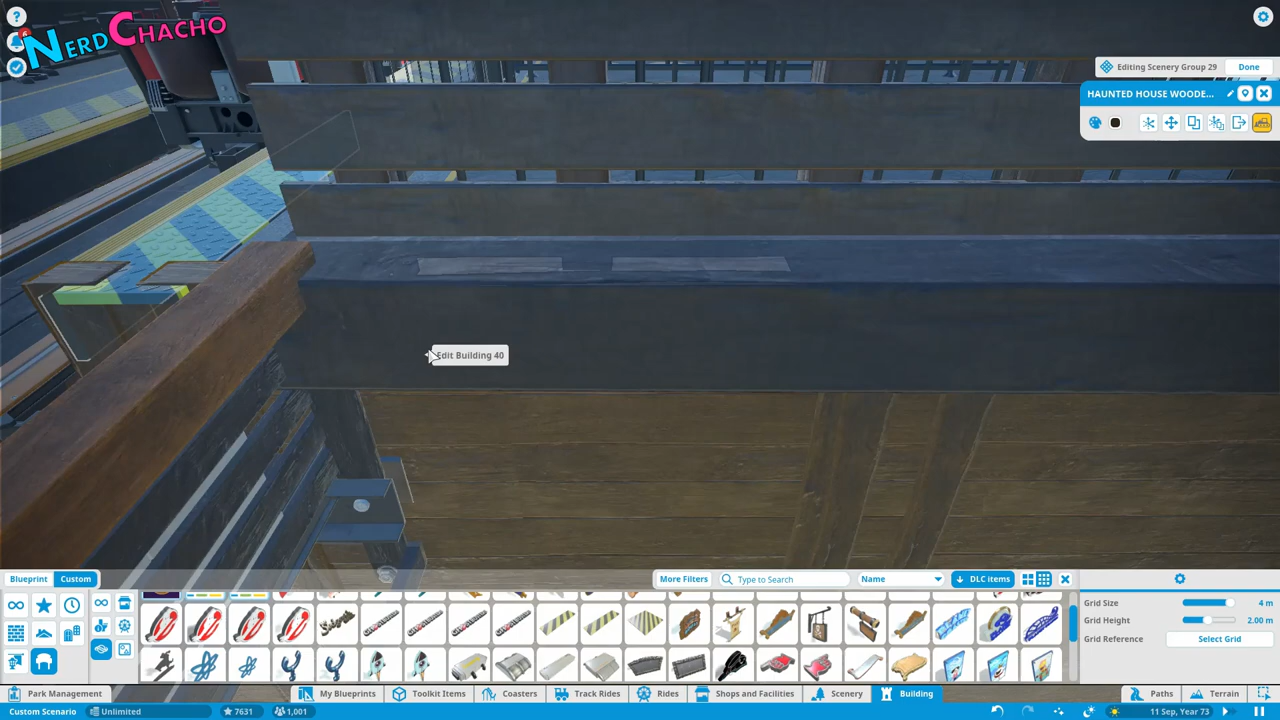 NERDCHACHO
Editing Scenery Group 29
Done
HAUNTED HOUSE WOODE...
Edit Building 40
Blueprint
Custom
More Filters
Type to Search
Name
DLC items
Grid Size
4 m
Grid Height
2.00 m
Grid Reference
Select Grid
Park Management
My Blueprints
Toolkit Items
Coasters
Track Rides
Rides
Shops and Facilities
Scenery
Building
Paths
Terrain
Custom Scenario
Unlimited
7631
1,001
11 Sep, Year 73